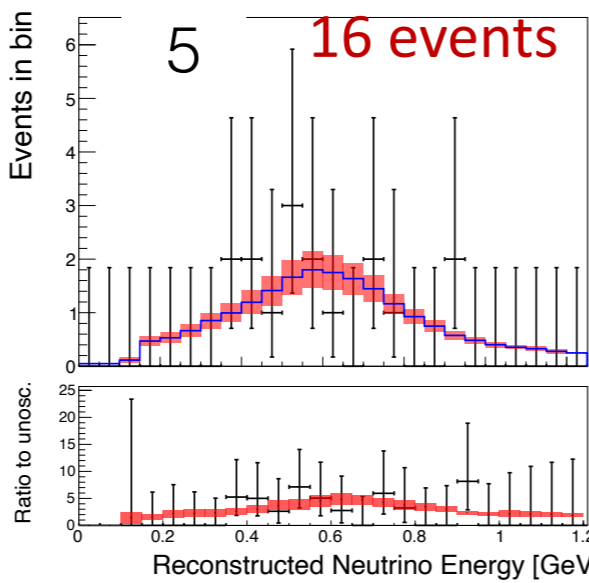 5
16 events
Events in bin
6
5
4
3
2
1
0
Ratio to unosc.
25
20
15
10
5
0
0 0.2 0.4 0.6 0.8 1 1.2
Reconstructed Neutrino Energy [GeV